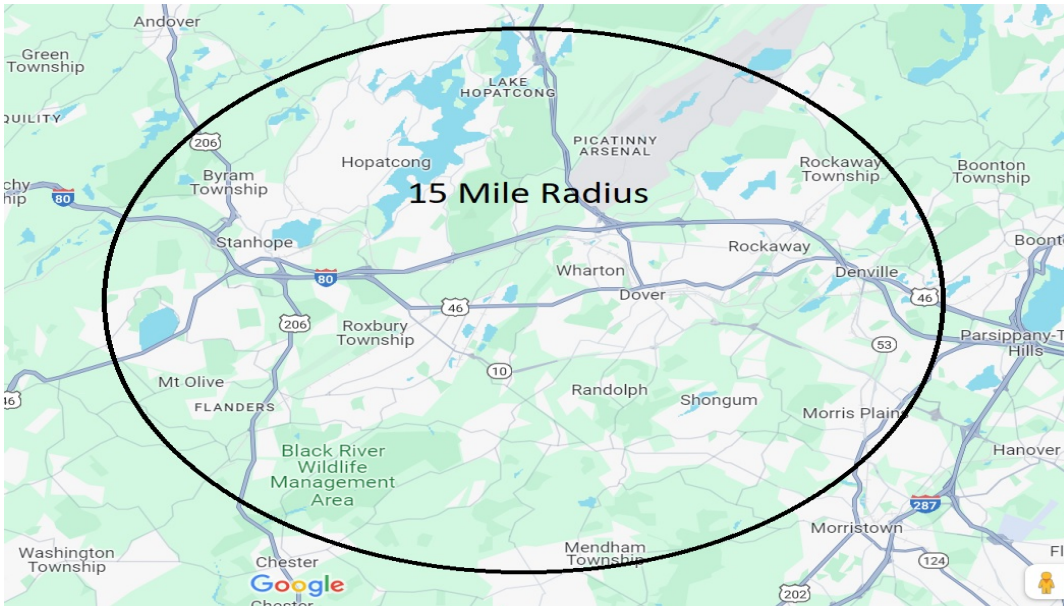 Andover
Green
Township
QUILITY
LAKE
HOPATCONG
PICATINNY
ARSENAL
206
Hopatcong
Rockaway
Township
Boonton
Township
Byram
Township
chy
hip
80
15 Mile Radius
Stanhope
Rockaway
Boont
80
Wharton
Denville
Dover
46
46
206
Roxbury
Township
Parsippany-T
Hills
53
10
Mt Olive
Randolph
46
FLANDERS
Shongum
Morris Plains
Black River
Wildlife
Management
Area
Hanover
287
Morristown
Washington
Township
Mendham
Township
Chester
Fl
124
Google
202
Chester